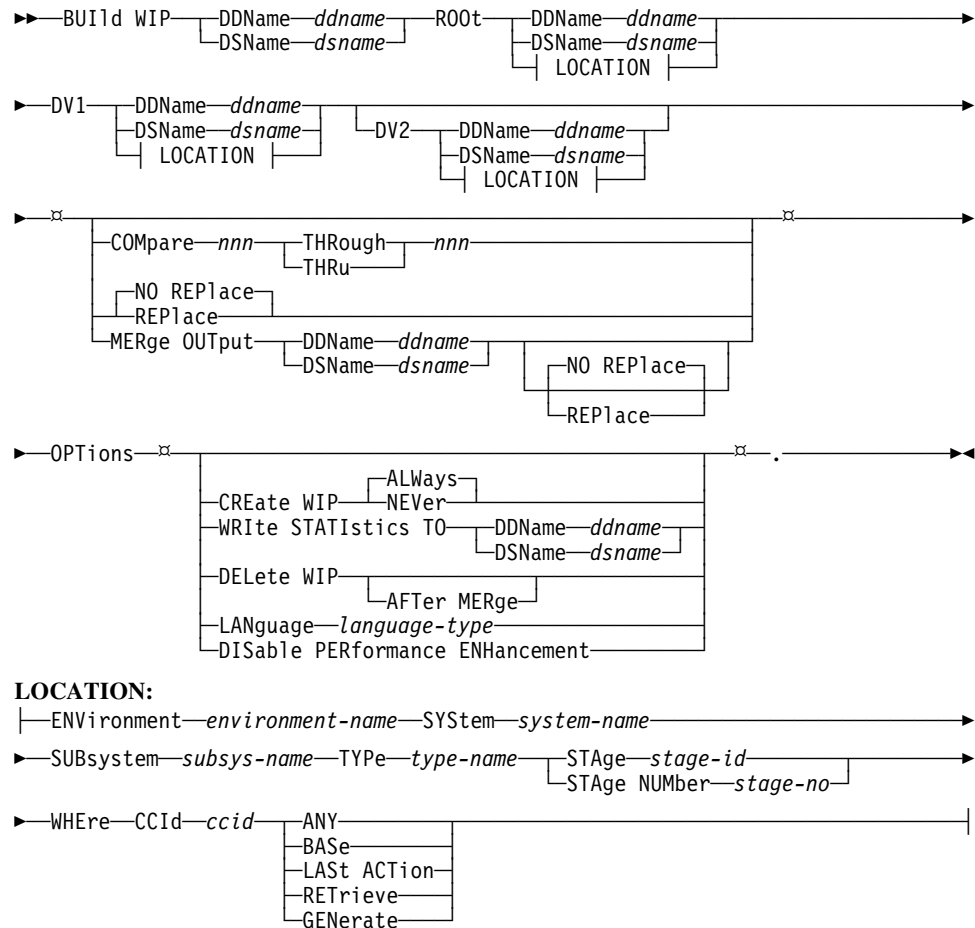 BUIld WIP DDName ddname ROOt DDName ddname
DSName dsname DSName dsname
LOCATION
DV1 DDName ddname
DSName dsname DV2 DDName ddname
LOCATION DSName dsname
LOCATION
¤ ¤
COMpare nnn THRough nnn
THRu
NO REPlace
REPlace
MERge OUTput DDName ddname
DSName dsname NO REPlace
REPlace
OPTions ¤ ¤ .
ALWays
CREate WIP NEVer
WRIte STATIstics TO DDName ddname
DSName dsname
DELete WIP
AFTer MERge
LANguage language-type
DISable PERformance ENHancement
LOCATION:
ENVironment environment-name SYStem system-name
SUBsystem subsys-name TYPe type-name STAge stage-id
STAge NUMber stage-no
WHEre CCId ccid ANY
BASe
LASt ACTion
RETrieve
GENerate